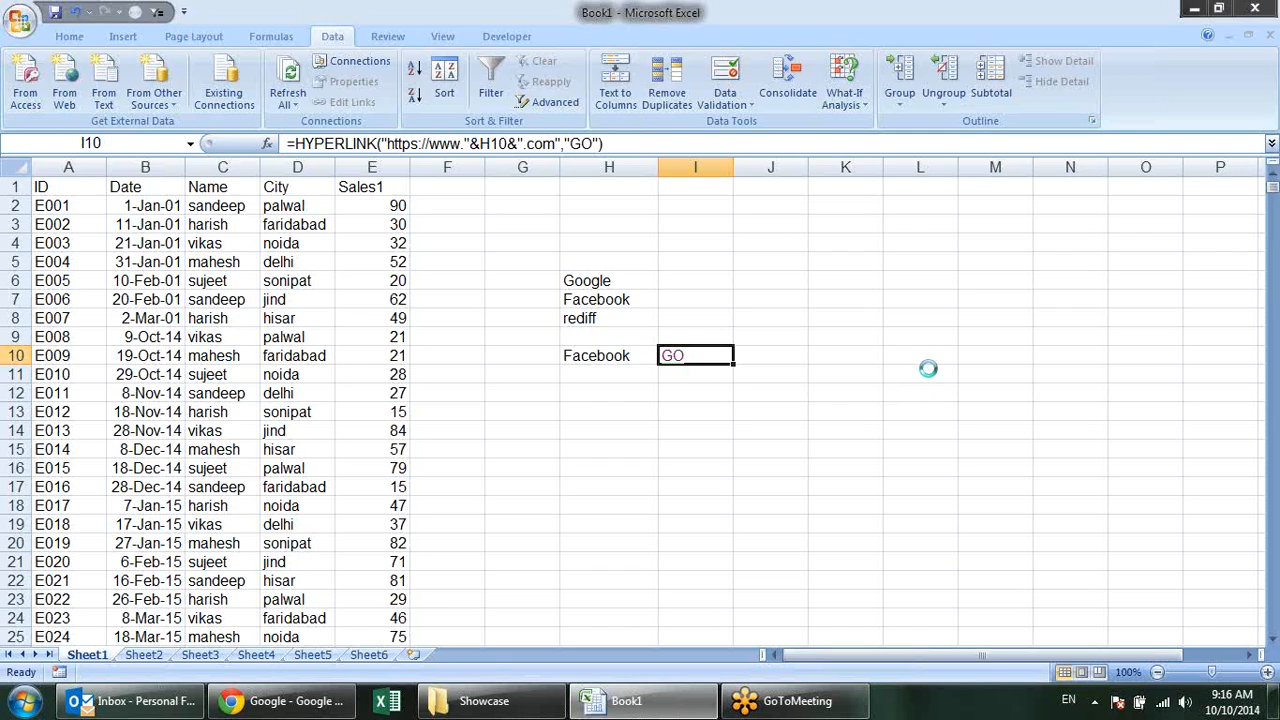 Book1 - Microsoft Excel
Home Insert Page Layout Formulas Data Review View Developer
From Access
From Web
From Text
From Other Sources
Existing Connections
Get External Data
Refresh All
Connections
Properties
Edit Links
Connections
Sort
Filter
Clear
Reapply
Advanced
Sort & Filter
Text to Columns
Remove Duplicates
Data Validation
Consolidate
What-If Analysis
Data Tools
Group
Ungroup
Subtotal
Show Detail
Hide Detail
Outline
I10 fx =HYPERLINK("https://www."&H10&".com","GO")
A B C D E F G H I J K L M N O P
1 ID Date Name City Sales1
2 E001 1-Jan-01 sandeep palwal 90
3 E002 11-Jan-01 harish faridabad 30
4 E003 21-Jan-01 vikas noida 32
5 E004 31-Jan-01 mahesh delhi 52
6 E005 10-Feb-01 sujeet sonipat 20 Google
7 E006 20-Feb-01 sandeep jind 62 Facebook
8 E007 2-Mar-01 harish hisar 49 rediff
9 E008 9-Oct-14 vikas palwal 21
10 E009 19-Oct-14 mahesh faridabad 21 Facebook GO
11 E010 29-Oct-14 sujeet noida 28
12 E011 8-Nov-14 sandeep delhi 27
13 E012 18-Nov-14 harish sonipat 15
14 E013 28-Nov-14 vikas jind 84
15 E014 8-Dec-14 mahesh hisar 57
16 E015 18-Dec-14 sujeet palwal 79
17 E016 28-Dec-14 sandeep faridabad 15
18 E017 7-Jan-15 harish noida 47
19 E018 17-Jan-15 vikas delhi 37
20 E019 27-Jan-15 mahesh sonipat 82
21 E020 6-Feb-15 sujeet jind 71
22 E021 16-Feb-15 sandeep hisar 81
23 E022 26-Feb-15 harish palwal 29
24 E023 8-Mar-15 vikas faridabad 46
25 E024 18-Mar-15 mahesh noida 75
Sheet1 Sheet2 Sheet3 Sheet4 Sheet5 Sheet6
Ready 100%
Inbox - Personal F... Google - Google ... Showcase Book1 GoToMeeting EN 9:16 AM
10/10/2014